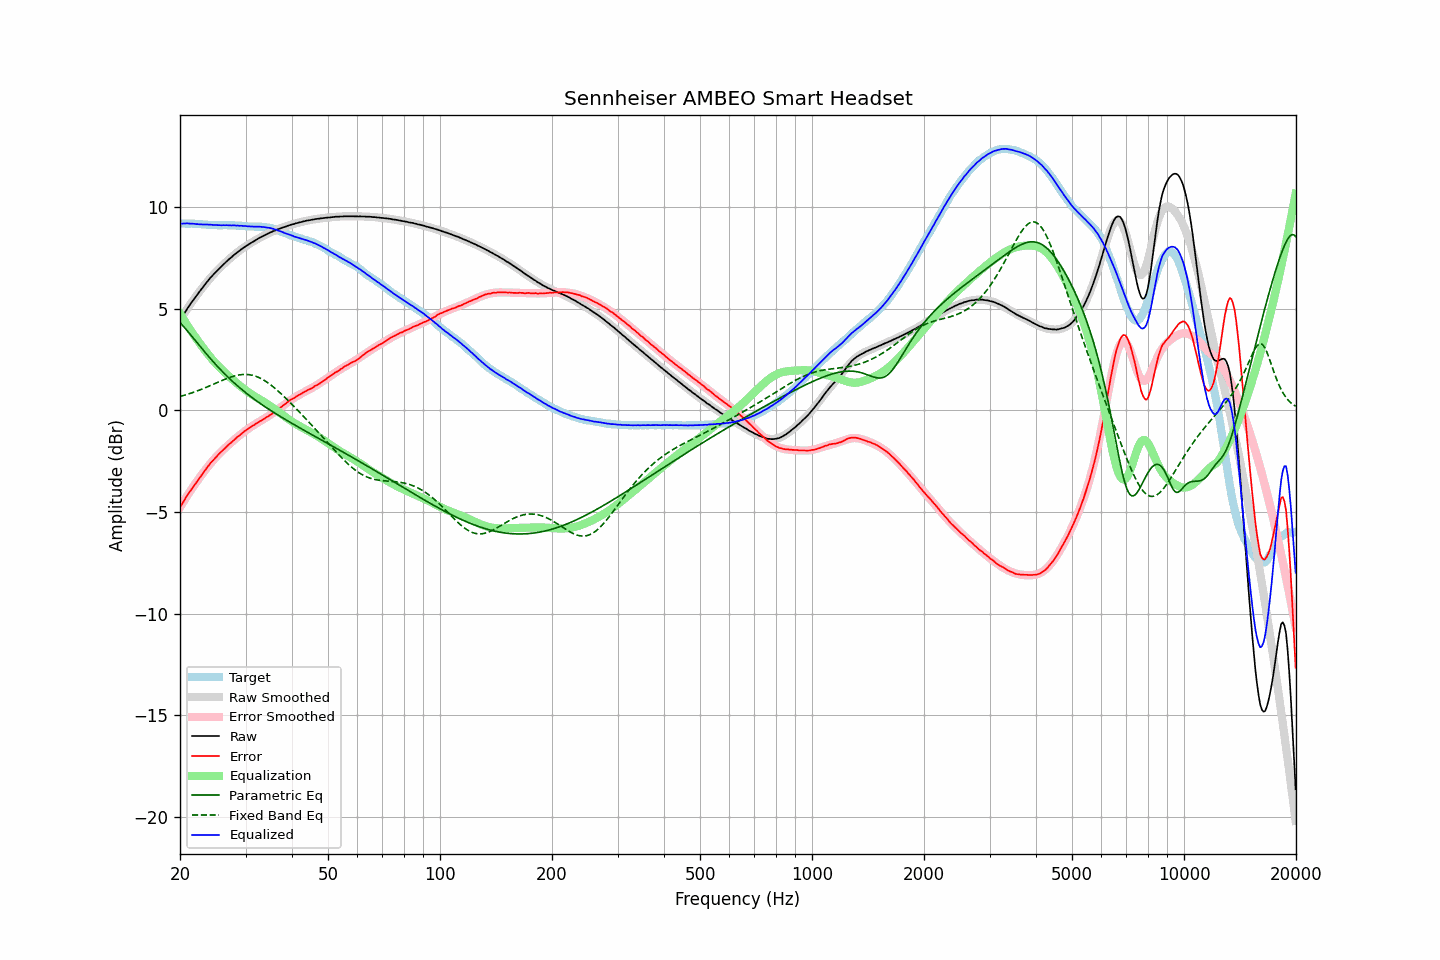 Sennheiser AMBEO Smart Headset
Amplitude (dBr)
10
5
0
−5
−10
−15
−20
Target
Raw Smoothed
Error Smoothed
Raw
Error
Equalization
Parametric Eq
Fixed Band Eq
Equalized
20 50 100 200 500 1000 2000 5000 10000 20000
Frequency (Hz)